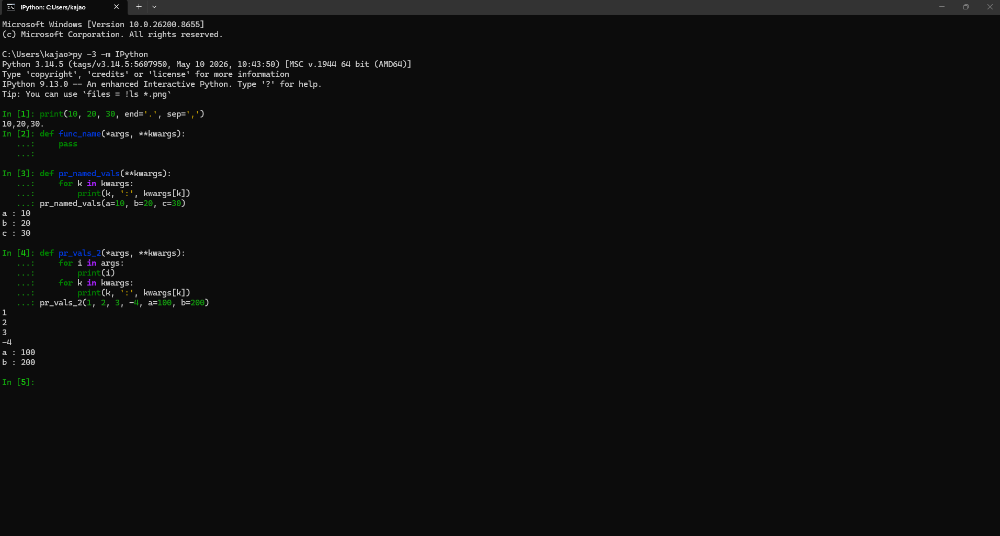 IPython: C:Users/kajao
Microsoft Windows [Version 10.0.26200.8655]
(c) Microsoft Corporation. All rights reserved.
C:\Users\kajao>py -3 -m IPython
Python 3.14.5 (tags/v3.14.5:5607950, May 10 2026, 10:43:50) [MSC v.1944 64 bit (AMD64)]
Type 'copyright', 'credits' or 'license' for more information
IPython 9.13.0 -- An enhanced Interactive Python. Type '?' for help.
Tip: You can use `files = !ls *.png`
In [1]: print(10, 20, 30, end='.', sep=',')
10,20,30.
In [2]: def func_name(*args, **kwargs):
   ...:     pass
   ...:
In [3]: def pr_named_vals(**kwargs):
   ...:     for k in kwargs:
   ...:         print(k, ':', kwargs[k])
   ...: pr_named_vals(a=10, b=20, c=30)
a : 10
b : 20
c : 30
In [4]: def pr_vals_2(*args, **kwargs):
   ...:     for i in args:
   ...:         print(i)
   ...:     for k in kwargs:
   ...:         print(k, ':', kwargs[k])
   ...: pr_vals_2(1, 2, 3, -4, a=100, b=200)
1
2
3
-4
a : 100
b : 200
In [5]: